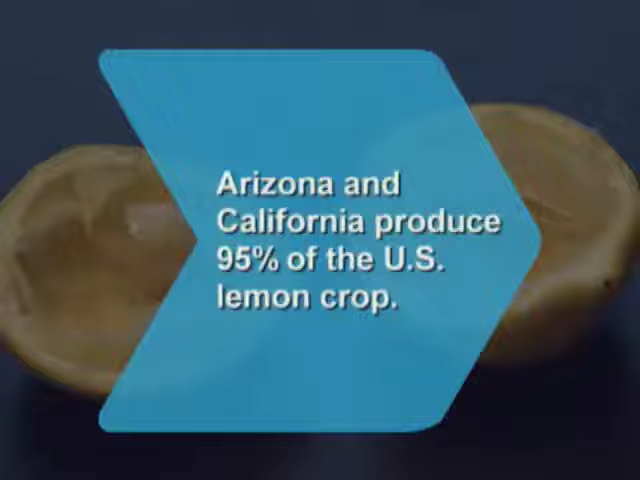 Arizona and
California produce
95% of the U.S.
lemon crop.